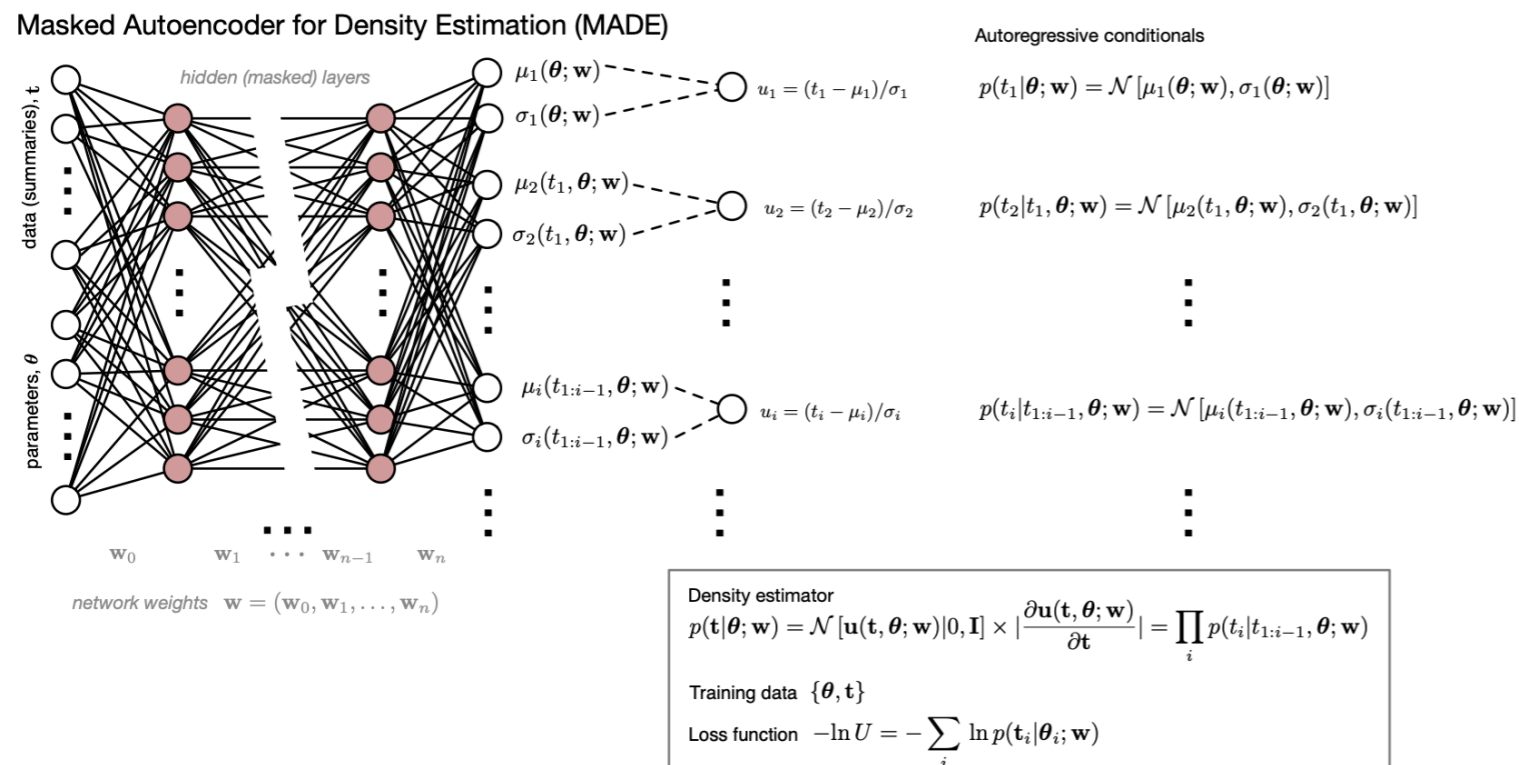 Masked Autoencoder for Density Estimation (MADE)
Autoregressive conditionals
hidden (masked) layers
data (summaries), t
parameters, θ
μ₁(θ; w)
σ₁(θ; w)
u₁ = (t₁ − μ₁)/σ₁
p(t₁|θ; w) = 𝒩 [μ₁(θ; w), σ₁(θ; w)]
μ₂(t₁, θ; w)
σ₂(t₁, θ; w)
u₂ = (t₂ − μ₂)/σ₂
p(t₂|t₁, θ; w) = 𝒩 [μ₂(t₁, θ; w), σ₂(t₁, θ; w)]
μᵢ(t₁:ᵢ₋₁, θ; w)
σᵢ(t₁:ᵢ₋₁, θ; w)
uᵢ = (tᵢ − μᵢ)/σᵢ
p(tᵢ|t₁:ᵢ₋₁, θ; w) = 𝒩 [μᵢ(t₁:ᵢ₋₁, θ; w), σᵢ(t₁:ᵢ₋₁, θ; w)]
w₀ w₁ ··· wₙ₋₁ wₙ
network weights w = (w₀, w₁, . . . , wₙ)
Density estimator
p(t|θ; w) = 𝒩 [u(t, θ; w)|0, I] × |∂u(t, θ; w)/∂t| = ∏ᵢ p(tᵢ|t₁:ᵢ₋₁, θ; w)
Training data {θ, t}
Loss function −ln U = −∑ᵢ ln p(tᵢ|θᵢ; w)